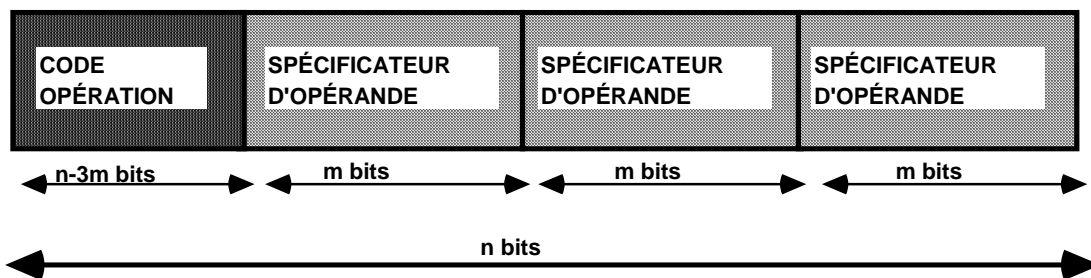 CODE
OPÉRATION
SPÉCIFICATEUR
D'OPÉRANDE
SPÉCIFICATEUR
D'OPÉRANDE
SPÉCIFICATEUR
D'OPÉRANDE
n-3m bits
m bits
m bits
m bits
n bits